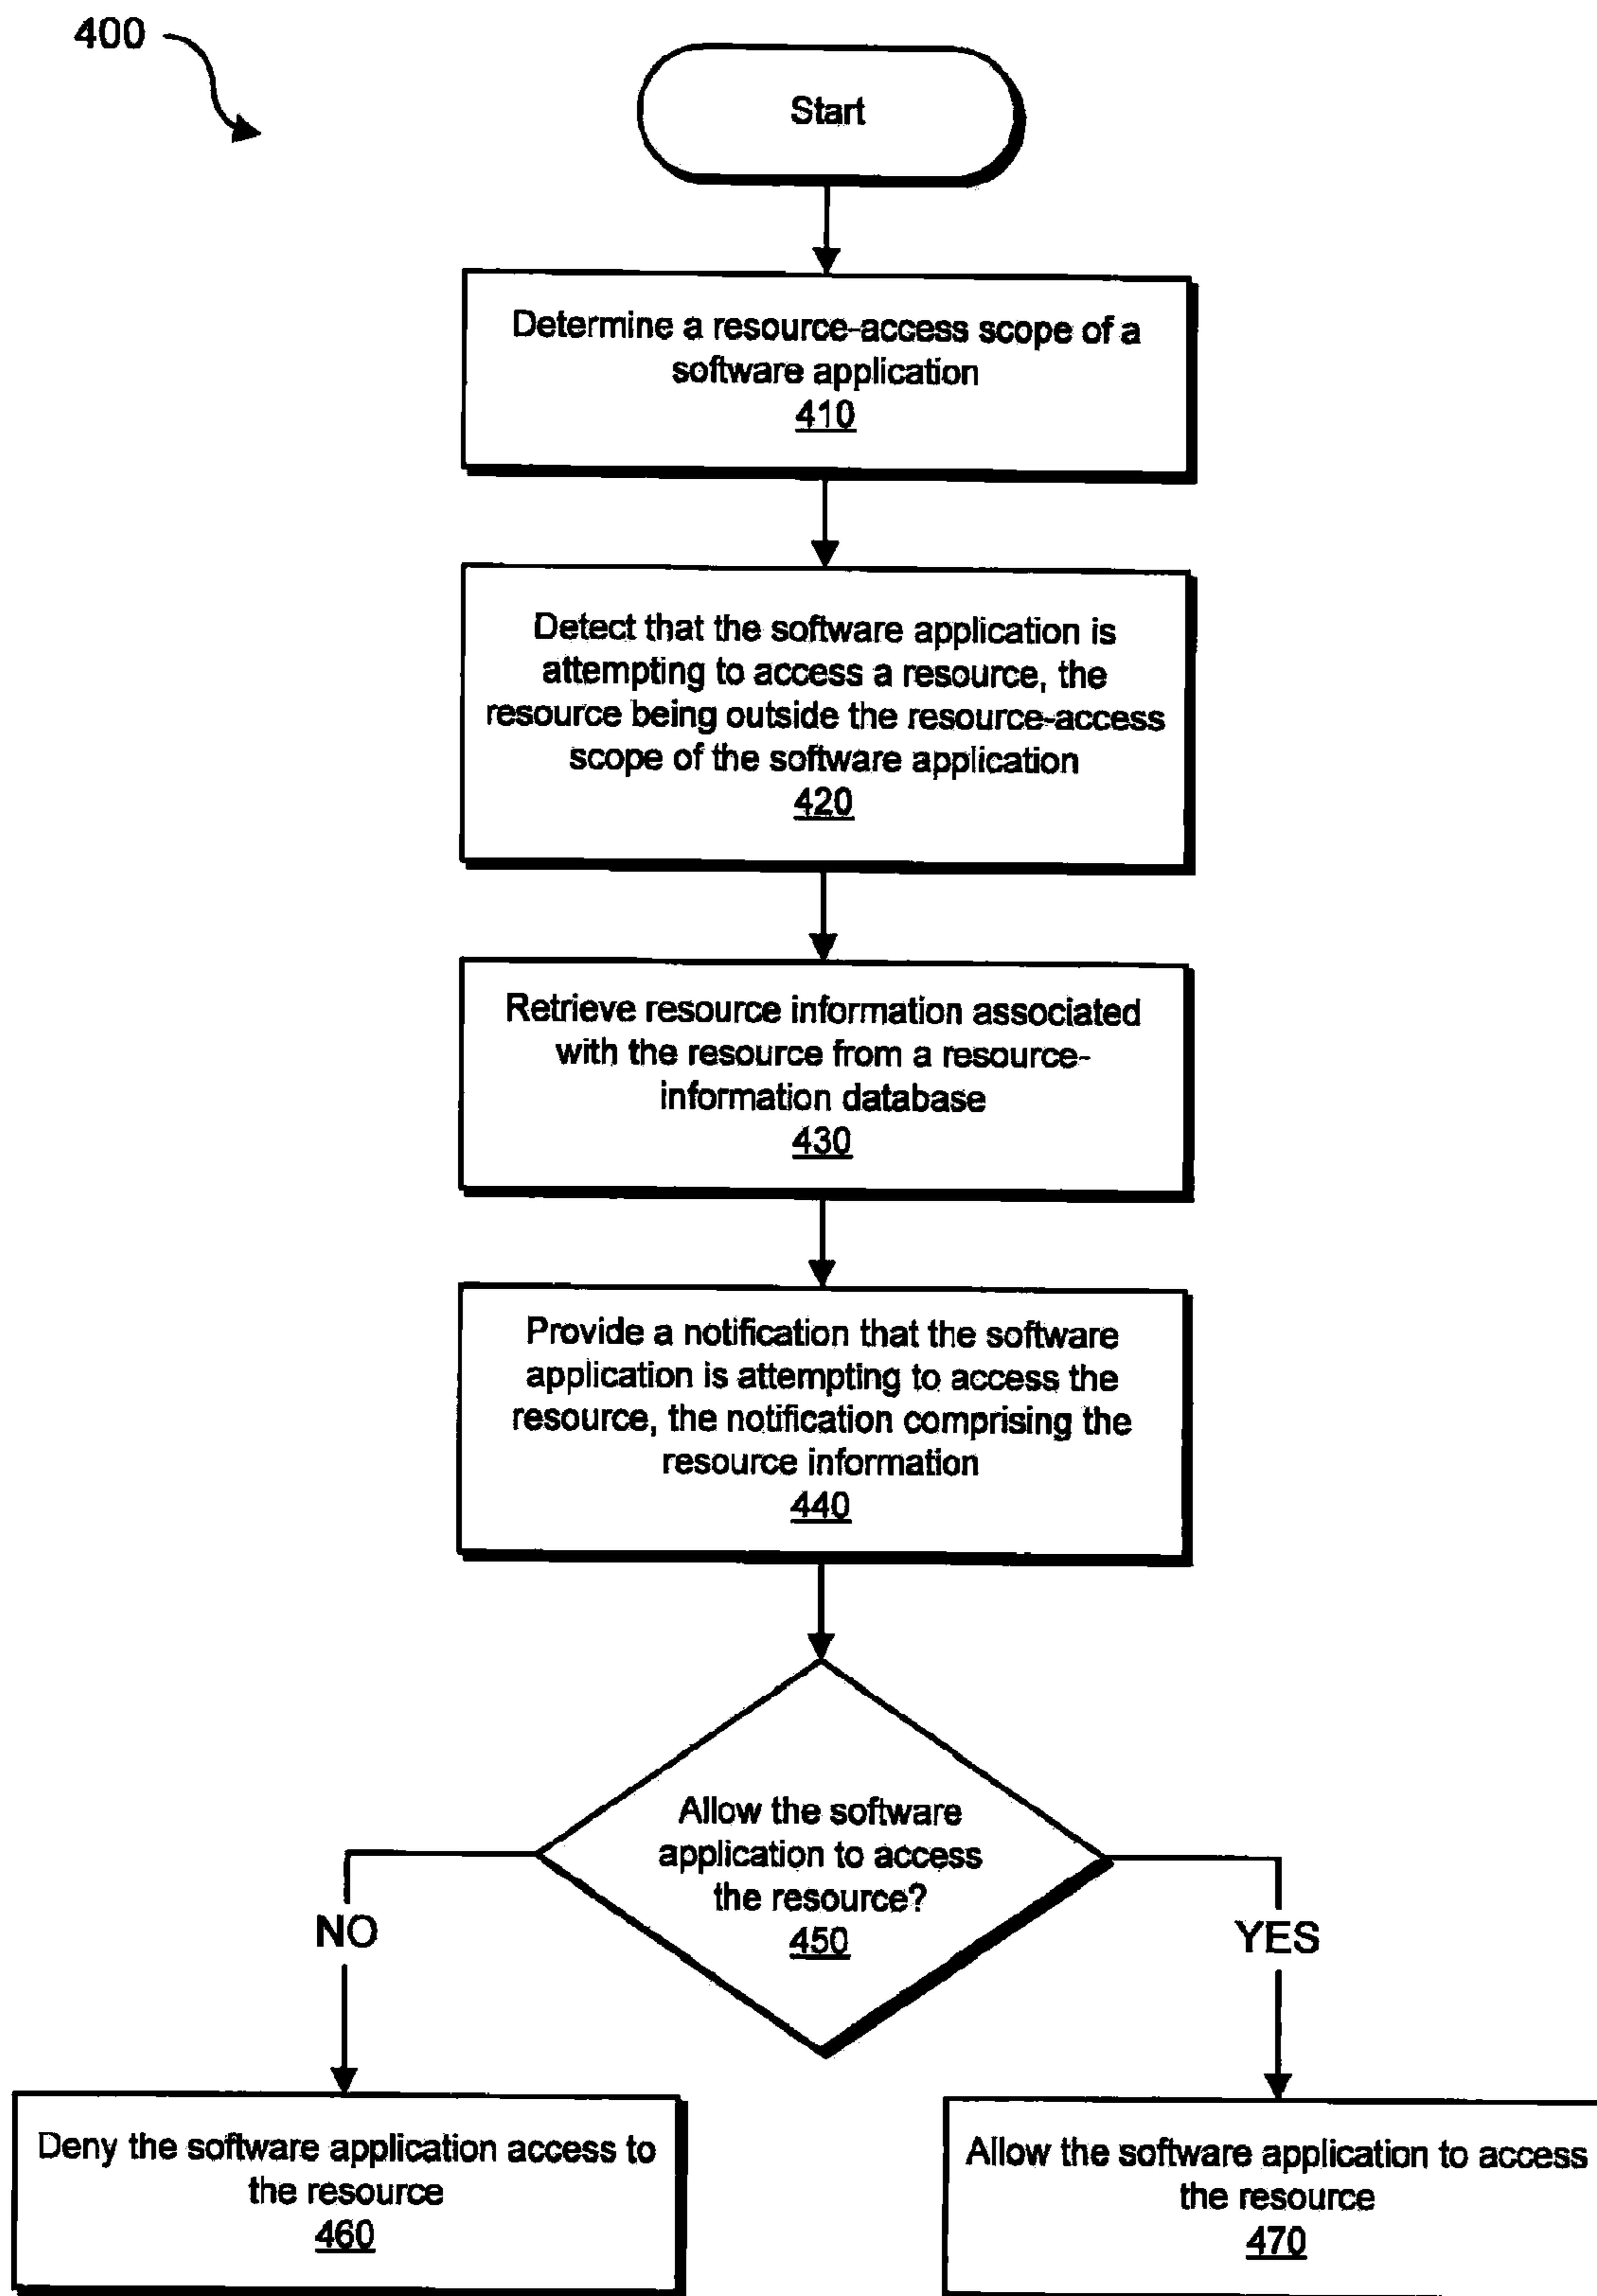 400
Start
Determine a resource-access scope of a
software application
410
Detect that the software application is
attempting to access a resource, the
resource being outside the resource-access
scope of the software application
420
Retrieve resource information associated
with the resource from a resource-
information database
430
Provide a notification that the software
application is attempting to access the
resource, the notification comprising the
resource information
440
Allow the software
application to access
the resource?
450
NO
YES
Deny the software application access to
the resource
460
Allow the software application to access
the resource
470